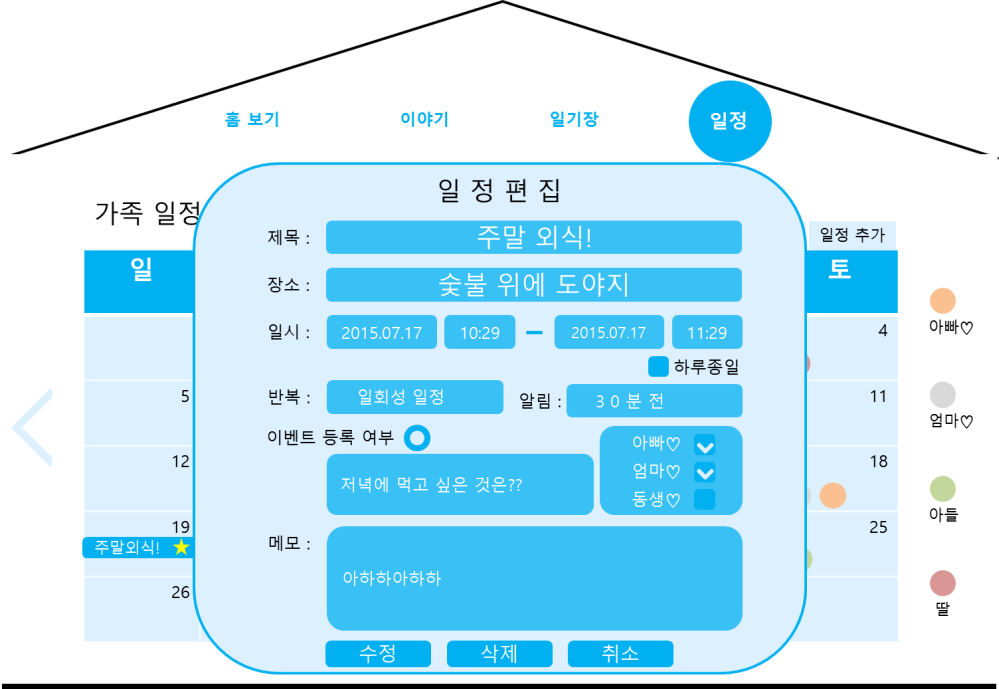 홈 보기 이야기 일기장 일정
일정편집
가족 일정
일정 추가
제목 : 주말 외식!
일 토
장소 : 숯불 위에 도야지
일시 : 2015.07.17 10:29 2015.07.17 11:29
4
아빠♡
하루종일
반복 : 일회성 일정 알림 : 30분 전
5 11
엄마♡
이벤트 등록 여부
아빠♡
엄마♡
동생♡
저녁에 먹고 싶은 것은??
12 18
아들
19 25
주말외식! ★
메모 :
아하하아하하
26
딸
수정 삭제 취소